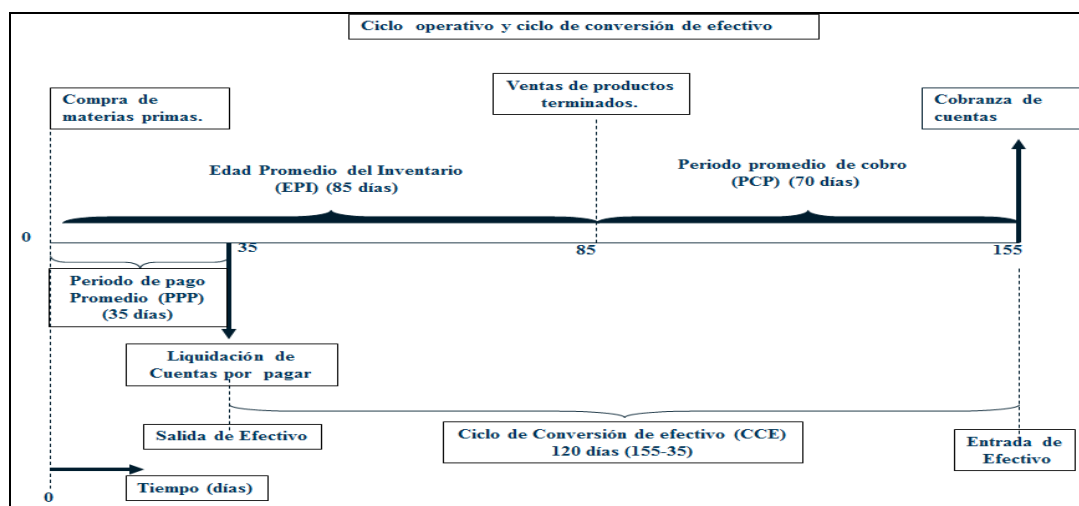 Ciclo operativo y ciclo de conversión de efectivo
Compra de
materias primas.
Ventas de productos
terminados.
Cobranza de
cuentas
Edad Promedio del Inventario
(EPI) (85 días)
Periodo promedio de cobro
(PCP) (70 días)
0
35
85
155
Periodo de pago
Promedio (PPP)
(35 días)
Liquidación de
Cuentas por pagar
Salida de Efectivo
Ciclo de Conversión de efectivo (CCE)
120 días (155-35)
Entrada de
Efectivo
Tiempo (días)
0